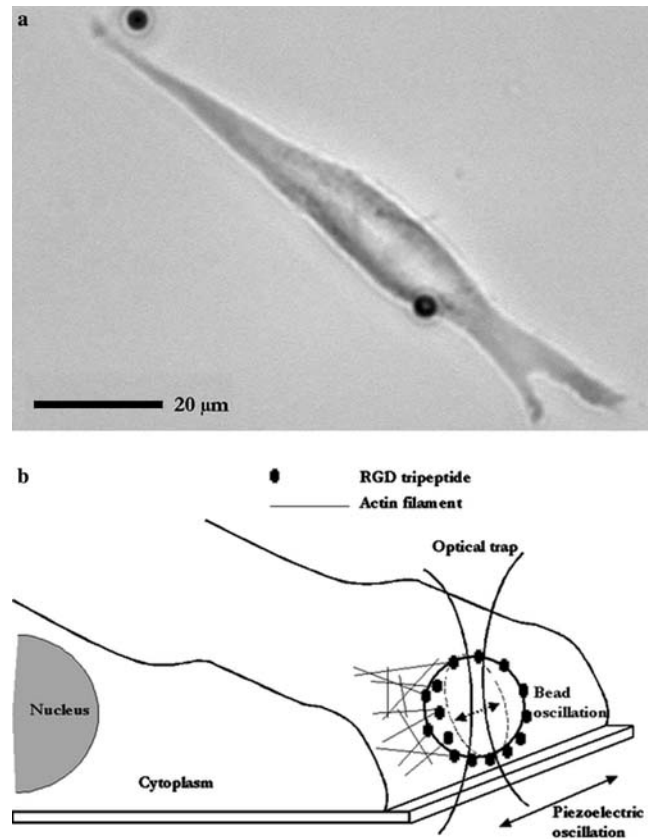 a
20 μm
b
RGD tripeptide
Actin filament
Optical trap
Nucleus
Bead
oscillation
Cytoplasm
Piezoelectric
oscillation